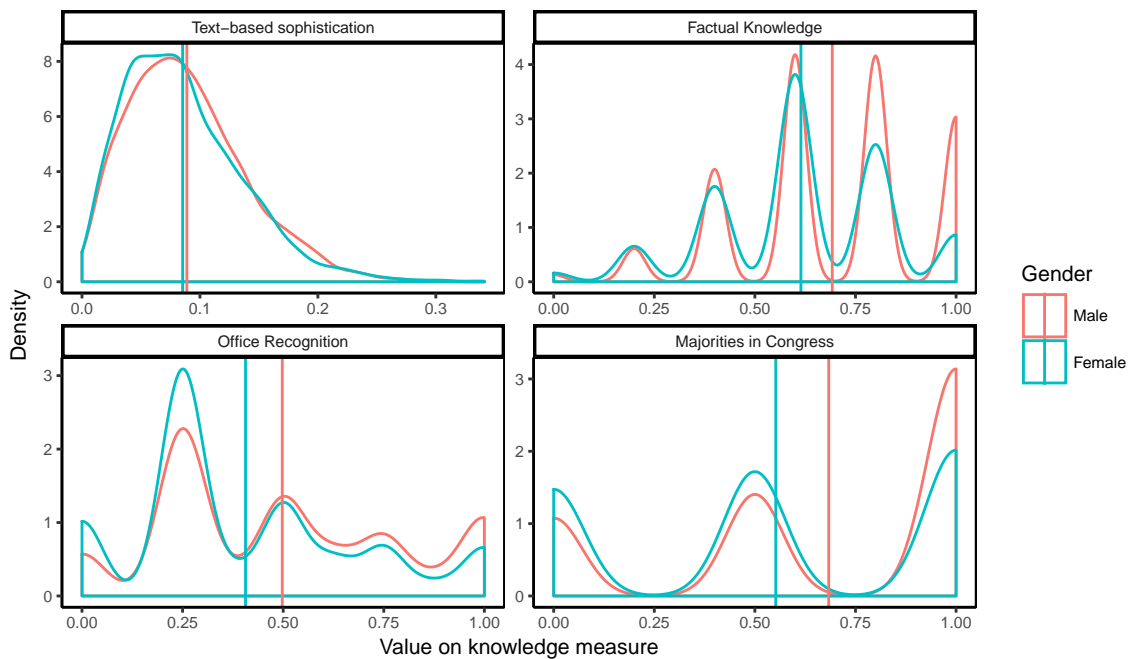 Text−based sophistication
Factual Knowledge
8
6
4
2
0
0.0 0.1 0.2 0.3
4
3
2
1
0
0.00 0.25 0.50 0.75 1.00
Office Recognition
Majorities in Congress
3
2
1
0
0.00 0.25 0.50 0.75 1.00
3
2
1
0
0.00 0.25 0.50 0.75 1.00
Density
Value on knowledge measure
Gender
Male
Female